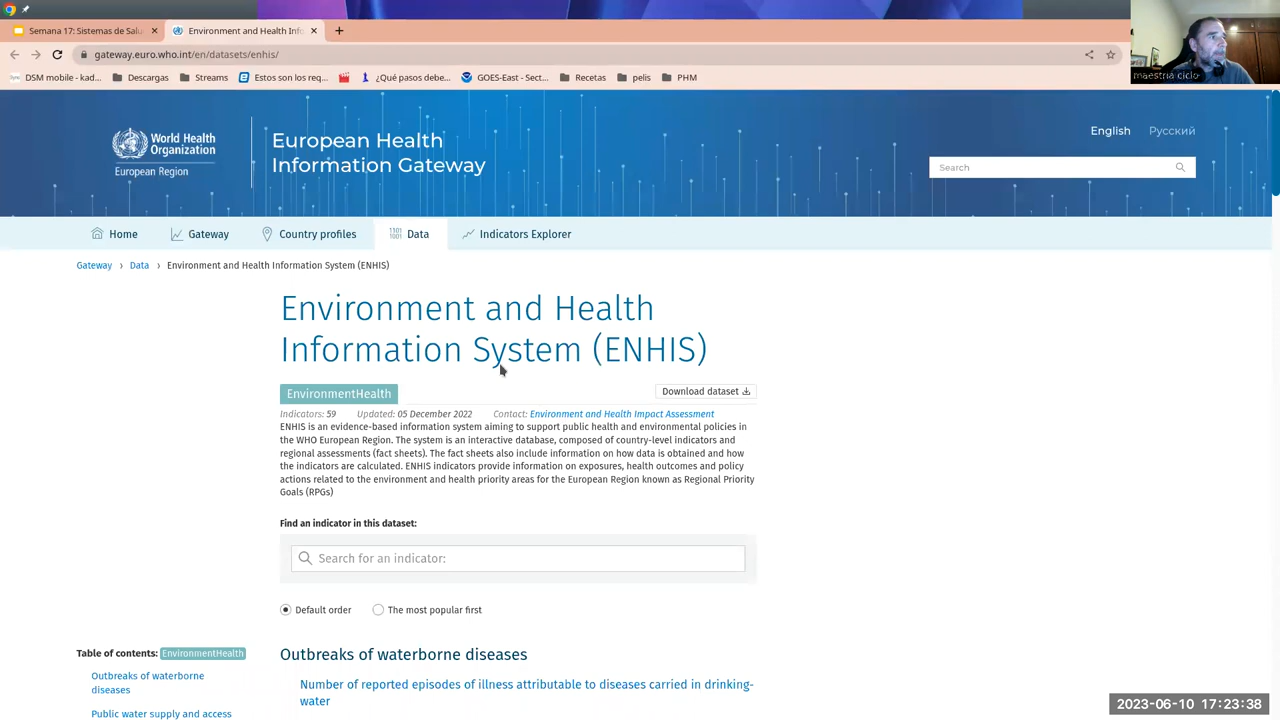 Semana 17: Sistemas de Salu
Environment and Health Info
gateway.euro.who.int/en/datasets/enhis/
DSM mobile - kad...
Descargas
Streams
Estos son los req...
¿Qué pasos debe...
GOES-East - Sect...
Recetas
pelis
PHM
maestria ciclo
World Health
Organization
European Region
European Health
Information Gateway
English
Русский
Search
Home
Gateway
Country profiles
Data
Indicators Explorer
Gateway › Data › Environment and Health Information System (ENHIS)
Environment and Health
Information System (ENHIS)
EnvironmentHealth
Download dataset
Indicators: 59 Updated: 05 December 2022 Contact: Environment and Health Impact Assessment
ENHIS is an evidence-based information system aiming to support public health and environmental policies in
the WHO European Region. The system is an interactive database, composed of country-level indicators and
regional assessments (fact sheets). The fact sheets also include information on how data is obtained and how
the indicators are calculated. ENHIS indicators provide information on exposures, health outcomes and policy
actions related to the environment and health priority areas for the European Region known as Regional Priority
Goals (RPGs)
Find an indicator in this dataset:
Search for an indicator:
Default order
The most popular first
Table of contents: EnvironmentHealth
Outbreaks of waterborne
diseases
Public water supply and access
Outbreaks of waterborne diseases
Number of reported episodes of illness attributable to diseases carried in drinking-
water
2023-06-10 17:23:38